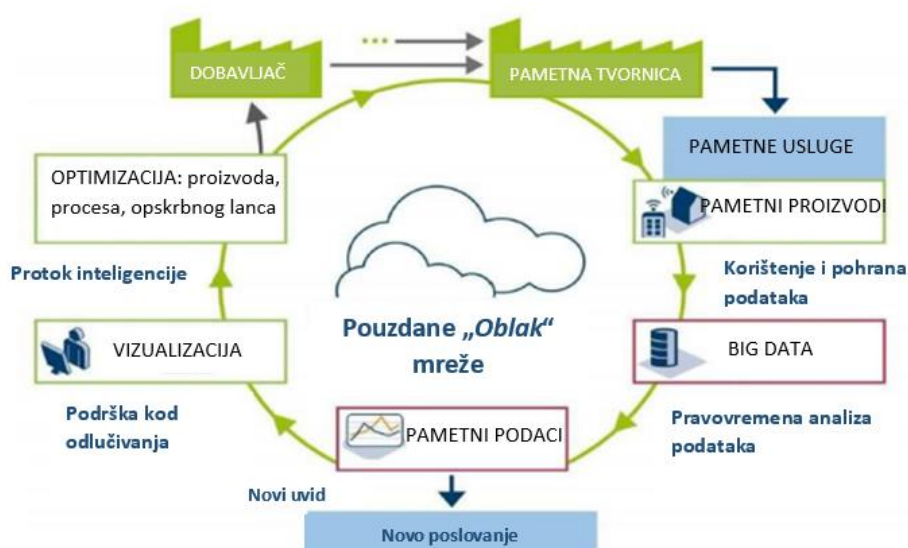 DOBAVLJAČ
PAMETNA TVORNICA
PAMETNE USLUGE
OPTIMIZACIJA: proizvoda,
procesa, opskrbnog lanca
PAMETNI PROIZVODI
Protok inteligencije
Korištenje i pohrana
podataka
Pouzdane „Oblak“
mreže
VIZUALIZACIJA
BIG DATA
Podrška kod
odlučivanja
PAMETNI PODACI
Pravovremena analiza
podataka
Novi uvid
Novo poslovanje